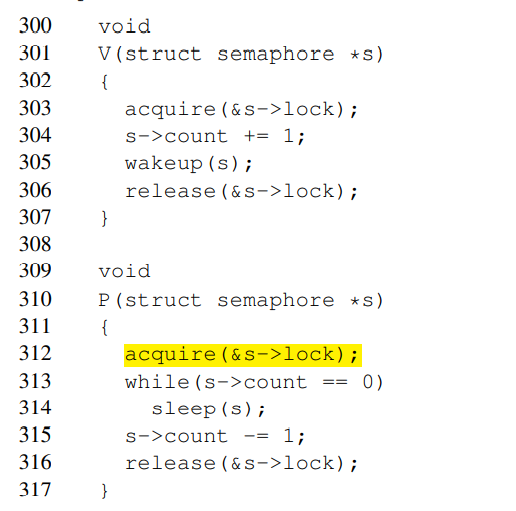 300 void
301 V(struct semaphore *s)
302 {
303 acquire(&s->lock);
304 s->count += 1;
305 wakeup(s);
306 release(&s->lock);
307 }
308
309 void
310 P(struct semaphore *s)
311 {
312 acquire(&s->lock);
313 while(s->count == 0)
314 sleep(s);
315 s->count -= 1;
316 release(&s->lock);
317 }